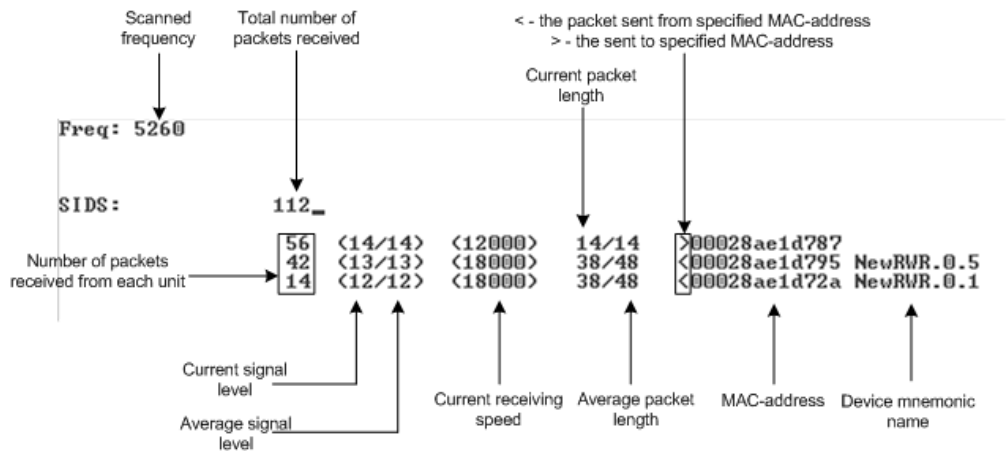 Scanned
frequency
Total number of
packets received
< - the packet sent from specified MAC-address
> - the sent to specified MAC-address
Current packet
length
Freq: 5260
SIDS: 112_
56 (14/14) (12000) 14/14 >00028ae1d787
42 (13/13) (18000) 38/48 <00028ae1d795 NewRWR.0.5
14 (12/12) (18000) 38/48 <00028ae1d72a NewRWR.0.1
Number of packets
received from each unit
Current signal
level
Average signal
level
Current receiving
speed
Average packet
length
MAC-address
Device mnemonic
name